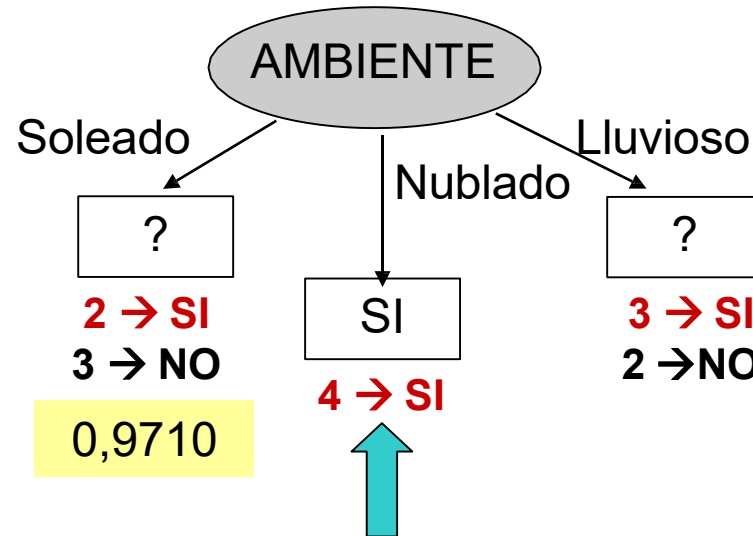 AMBIENTE
Soleado
Nublado
Lluvioso
?
2 → SI
3 → NO
0,9710
SI
4 → SI
?
3 → SI
2 →NO